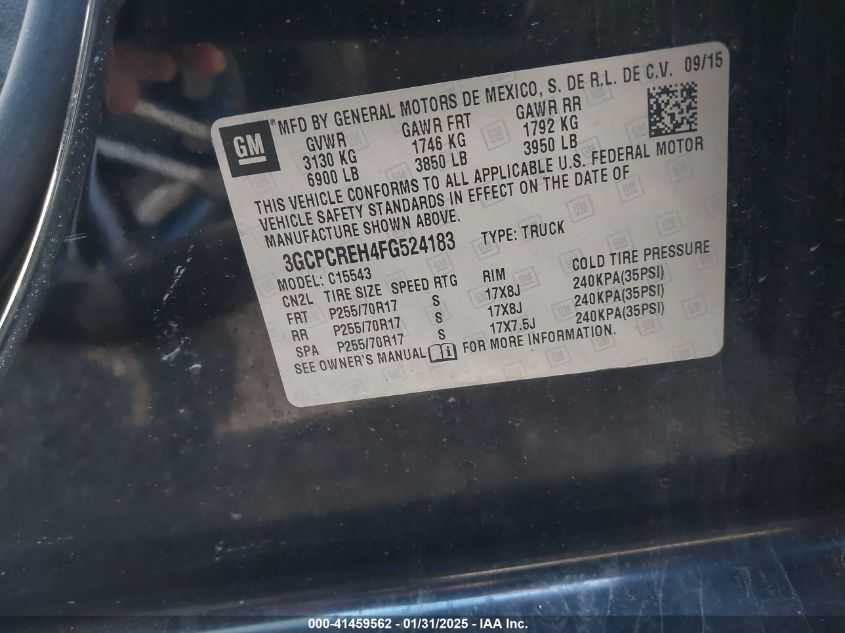 GM ® MFD BY GENERAL MOTORS DE MEXICO, S. DE R.L. DE C.V. 09/15
GVWR GAWR FRT GAWR RR
3130 KG 1746 KG 1792 KG
6900 LB 3850 LB 3950 LB
THIS VEHICLE CONFORMS TO ALL APPLICABLE U.S. FEDERAL MOTOR
VEHICLE SAFETY STANDARDS IN EFFECT ON THE DATE OF
MANUFACTURE SHOWN ABOVE.
3GCPCREH4FG524183 TYPE: TRUCK
MODEL: C15543
CN2L TIRE SIZE SPEED RTG RIM COLD TIRE PRESSURE
FRT P255/70R17 S 17X8J 240KPA(35PSI)
RR P255/70R17 S 17X8J 240KPA(35PSI)
SPA P255/70R17 S 17X7.5J 240KPA(35PSI)
SEE OWNER'S MANUAL FOR MORE INFORMATION.
000-41459562 - 01/31/2025 - IAA Inc.